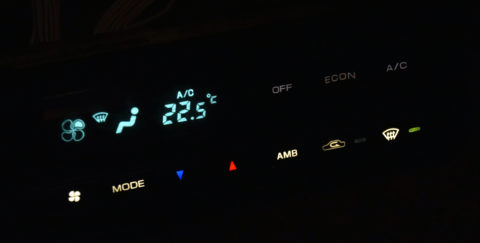 A/C
22.5°C
OFF ECON A/C
MODE AMB